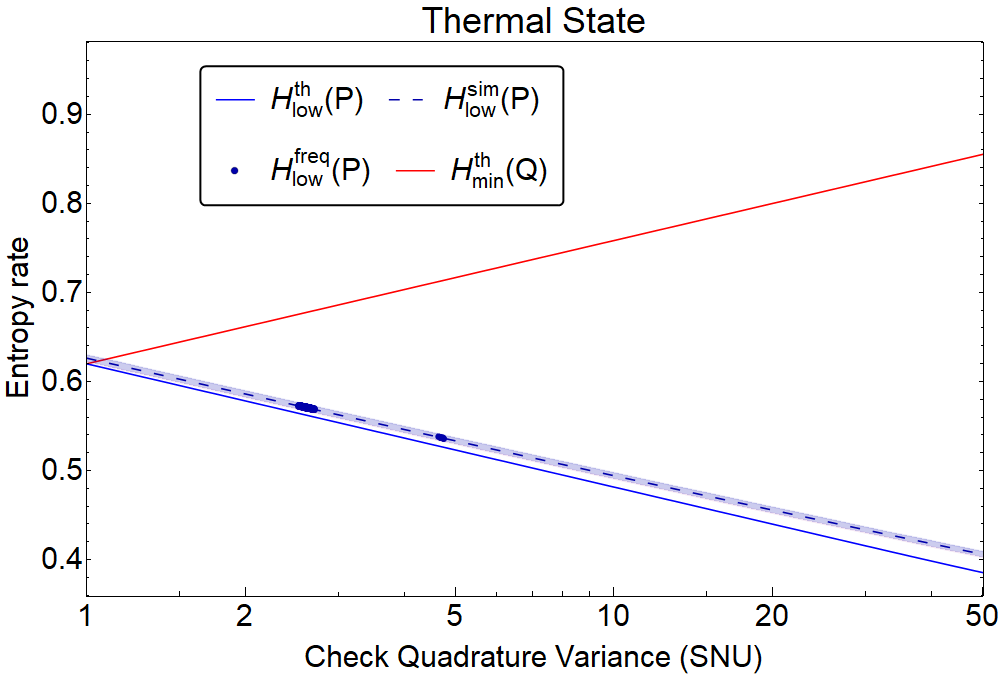 Thermal State
H^th_low(P) H^sim_low(P)
H^freq_low(P) H^th_min(Q)
Entropy rate
0.9
0.8
0.7
0.6
0.5
0.4
1 2 5 10 20 50
Check Quadrature Variance (SNU)